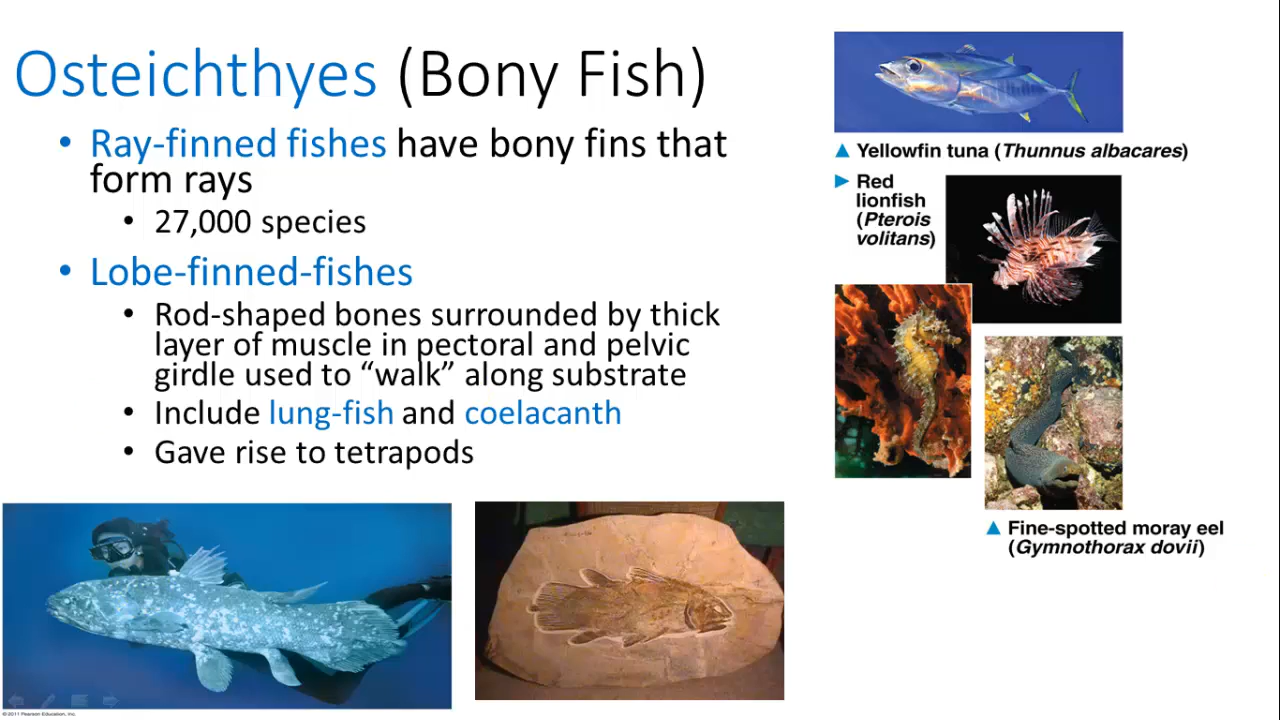 Osteichthyes (Bony Fish)
• Ray-finned fishes have bony fins that
form rays
• 27,000 species
• Lobe-finned-fishes
• Rod-shaped bones surrounded by thick
layer of muscle in pectoral and pelvic
girdle used to “walk” along substrate
• Include lung-fish and coelacanth
• Gave rise to tetrapods
▲ Yellowfin tuna (Thunnus albacares)
► Red
lionfish
(Pterois
volitans)
▲ Fine-spotted moray eel
(Gymnothorax dovii)
© 2011 Pearson Education, Inc.